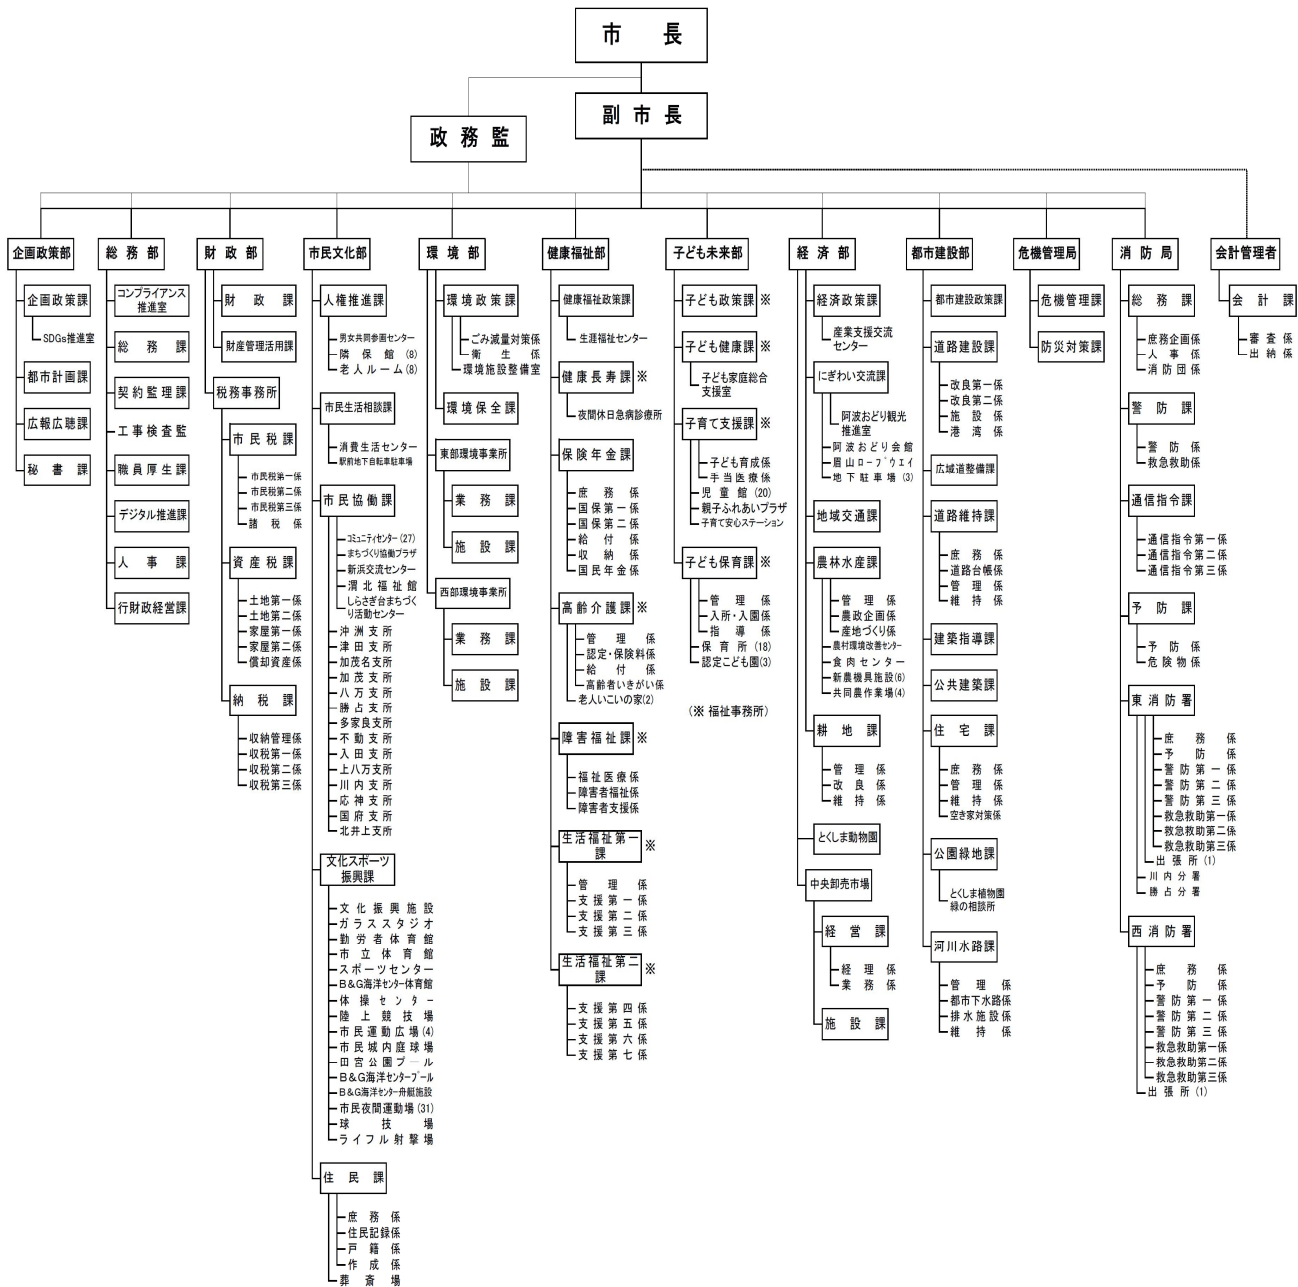 市長
副市長
政務監
企画政策部
企画政策課
SDGs推進室
都市計画課
広報広聴課
秘書課
総務部
コンプライアンス
推進室
総務課
契約監理課
工事検査監
職員厚生課
デジタル推進課
人事課
行財政経営課
財政部
財政課
財産管理活用課
税務事務所
市民税課
市民税第一係
市民税第二係
市民税第三係
諸税係
資産税課
土地第一係
土地第二係
家屋第一係
家屋第二係
償却資産係
納税課
収納管理係
収税第一係
収税第二係
収税第三係
市民文化部
人権推進課
男女共同参画センター
隣保館(8)
老人ルーム(8)
市民生活相談課
消費生活センター
駅前地下自転車駐車場
市民協働課
コミュニティセンター(27)
まちづくり協働プラザ
新浜交流センター
渭北福祉館
しらさぎ台まちづく
り活動センター
沖洲支所
津田支所
加茂名支所
加茂支所
八万支所
勝占支所
多家良支所
不動支所
入田支所
上八万支所
川内支所
応神支所
国府支所
北井上支所
文化スポーツ
振興課
文化振興施設
ガラススタジオ
勤労者体育館
市立体育館
スポーツセンター
B&G海洋センター体育館
体操センター
陸上競技場
市民運動広場(4)
市民城内庭球場
田宮公園プール
B&G海洋センタープール
B&G海洋センター舟艇施設
市民夜間運動場(31)
球技場
ライフル射撃場
住民課
庶務係
住民記録係
戸籍係
作成係
葬斎場
環境部
環境政策課
ごみ減量対策係
衛生係
環境施設整備室
環境保全課
東部環境事業所
業務課
施設課
西部環境事業所
業務課
施設課
健康福祉部
健康福祉政策課
生涯福祉センター
健康長寿課※
夜間休日急病診療所
保険年金課
庶務係
国保第一係
国保第二係
給付係
収納係
国民年金係
高齢介護課※
管理係
認定・保険料係
給付係
高齢者いきがい係
老人いこいの家(2)
障害福祉課※
福祉医療係
障害者福祉係
障害者支援係
生活福祉第一
課※
管理係
支援第一係
支援第二係
支援第三係
生活福祉第二
課※
支援第四係
支援第五係
支援第六係
支援第七係
子ども未来部
子ども政策課※
子ども健康課※
子ども家庭総合
支援室
子育て支援課※
子ども育成係
手当医療係
児童館(20)
親子ふれあいプラザ
子育て安心ステーション
子ども保育課※
管理係
入所・入園係
指導係
保育所(18)
認定こども園(3)
(※福祉事務所)
経済部
経済政策課
産業支援交流
センター
にぎわい交流課
阿波おどり観光
推進室
阿波おどり会館
眉山ロープウエイ
地下駐車場(3)
地域交通課
農林水産課
管理係
農政企画係
産地づくり係
農村環境改善センター
食肉センター
新農機具施設(6)
共同農作業場(4)
耕地課
管理係
改良係
維持係
とくしま動物園
中央卸売市場
経営課
経理係
業務係
施設課
都市建設部
都市建設政策課
道路建設課
改良第一係
改良第二係
施設係
港湾係
広域道整備課
道路維持課
庶務係
道路台帳係
管理係
維持係
建築指導課
公共建築課
住宅課
庶務係
管理係
維持係
空き家対策係
公園緑地課
とくしま植物園
緑の相談所
河川水路課
管理係
都市下水路係
排水施設係
維持係
危機管理局
危機管理課
防災対策課
消防局
総務課
庶務企画係
人事係
消防団係
警防課
警防係
救急救助係
通信指令課
通信指令第一係
通信指令第二係
通信指令第三係
予防課
予防係
危険物係
東消防署
庶務係
予防係
警防第一係
警防第二係
警防第三係
救急救助第一係
救急救助第二係
救急救助第三係
出張所(1)
川内分署
勝占分署
西消防署
庶務係
予防係
警防第一係
警防第二係
警防第三係
救急救助第一係
救急救助第二係
救急救助第三係
出張所(1)
会計管理者
会計課
審査係
出納係